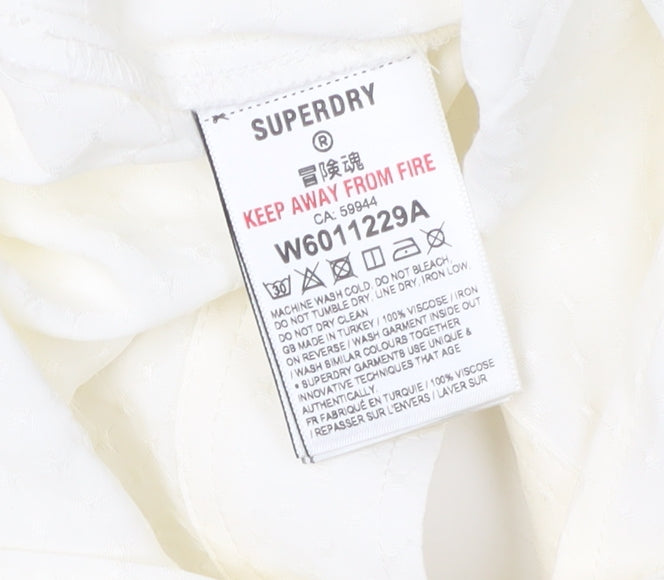 SUPERDRY
®
冒険魂
KEEP AWAY FROM FIRE
CA: 59944
W6011229A
30
MACHINE WASH COLD, DO NOT BLEACH,
DO NOT TUMBLE DRY, LINE DRY, IRON LOW,
DO NOT DRY CLEAN
GB MADE IN TURKEY / 100% VISCOSE / IRON
ON REVERSE / WASH GARMENT INSIDE OUT
/ WASH SIMILAR COLOURS TOGETHER
• SUPERDRY GARMENTS USE UNIQUE &
INNOVATIVE TECHNIQUES THAT AGE
AUTHENTICALLY.
FR FABRIQUÉ EN TURQUIE / 100% VISCOSE
/ REPASSER SUR L'ENVERS / LAVER SUR